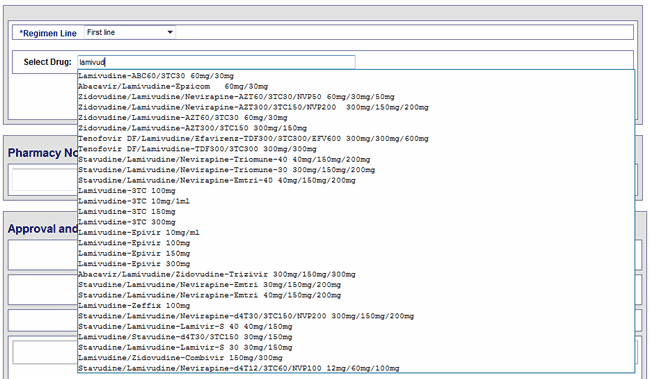 *Regimen Line First line
Select Drug: lamivud
Lamivudine-ABC60/3TC30 60mg/30mg
Abacavir/Lamivudine-Epzicom 60mg/30mg
Zidovudine/Lamivudine/Nevirapine-AZT60/3TC30/NVP50 60mg/30mg/50mg
Zidovudine/Lamivudine/Nevirapine-AZT300/3TC150/NVP200 300mg/150mg/200mg
Zidovudine/Lamivudine-AZT60/3TC30 60mg/30mg
Zidovudine/Lamivudine-AZT300/3TC150 300mg/150mg
Tenofovir DF/Lamivudine/Efavirenz-TDF300/3TC300/EFV600 300mg/300mg/600mg
Tenofovir DF/Lamivudine-TDF300/3TC300 300mg/300mg
Stavudine/Lamivudine/Nevirapine-Triomune-40 40mg/150mg/200mg
Stavudine/Lamivudine/Nevirapine-Triomune-30 300mg/150mg/200mg
Stavudine/Lamivudine/Nevirapine-Emtri-40 40mg/150mg/200mg
Lamivudine-3TC 100mg
Lamivudine-3TC 10mg/1ml
Lamivudine-3TC 150mg
Lamivudine-3TC 300mg
Lamivudine-Epivir 10mg/ml
Lamivudine-Epivir 100mg
Lamivudine-Epivir 150mg
Lamivudine-Epivir 300mg
Abacavir/Lamivudine/Zidovudine-Trizivir 300mg/150mg/300mg
Stavudine/Lamivudine/Nevirapine-Emtri 30mg/150mg/200mg
Stavudine/Lamivudine/Nevirapine-Emtri 40mg/150mg/200mg
Lamivudine-Zeffix 100mg
Stavudine/Lamivudine/Nevirapine-d4T30/3TC150/NVP200 300mg/150mg/200mg
Stavudine/Lamivudine-Lamivir-S 40 40mg/150mg
Lamivudine/Stavudine-d4T30/3TC150 30mg/150mg
Stavudine/Lamivudine-Lamivir-S 30 30mg/150mg
Lamivudine/Zidovudine-Combivir 150mg/300mg
Stavudine/Lamivudine/Nevirapine-d4T12/3TC60/NVP100 12mg/60mg/100mg
Pharmacy No
Approval and